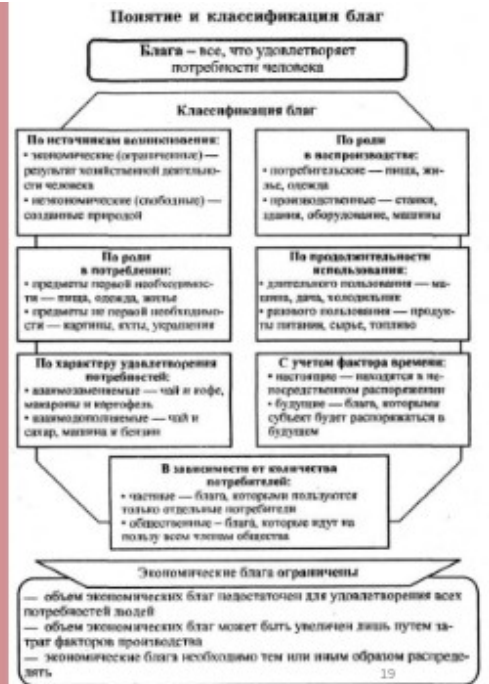 Понятие и классификация благ
Блага – все, что удовлетворяет
потребности человека
Классификация благ
По источникам возникновения:
• экономические (ограниченные) —
результат хозяйственной деятельно-
сти человека
• неэкономические (свободные) —
созданные природой
По роли
в воспроизводстве:
• потребительские — пища, жи-
лье, одежда
• производственные — станки,
здания, оборудование, машины
По роли
в потреблении:
• предметы первой необходимос-
ти — пища, одежда, жилье
• предметы не первой необходимо-
сти — картины, яхты, украшения
По продолжительности
использования:
• длительного пользования — ма-
шина, дача, холодильник
• разового пользования — продук-
ты питания, сырье, топливо
По характеру удовлетворения
потребностей:
• взаимозаменяемые — чай и кофе,
макароны и картофель
• взаимодополняемые — чай и
сахар, машина и бензин
С учетом фактора времени:
• настоящие — находятся в не-
посредственном распоряжении
• будущие — блага, которыми
субъект будет распоряжаться в
будущем
В зависимости от количества
потребителей:
• частные — блага, которыми пользуются
только отдельные потребители
• общественные – блага, которые идут на
пользу всем членам общества
Экономические блага ограничены
— объем экономических благ недостаточен для удовлетворения всех
потребностей людей
— объем экономических благ может быть увеличен лишь путем за-
трат факторов производства
— экономические блага необходимо тем или иным образом распреде-
лять
19